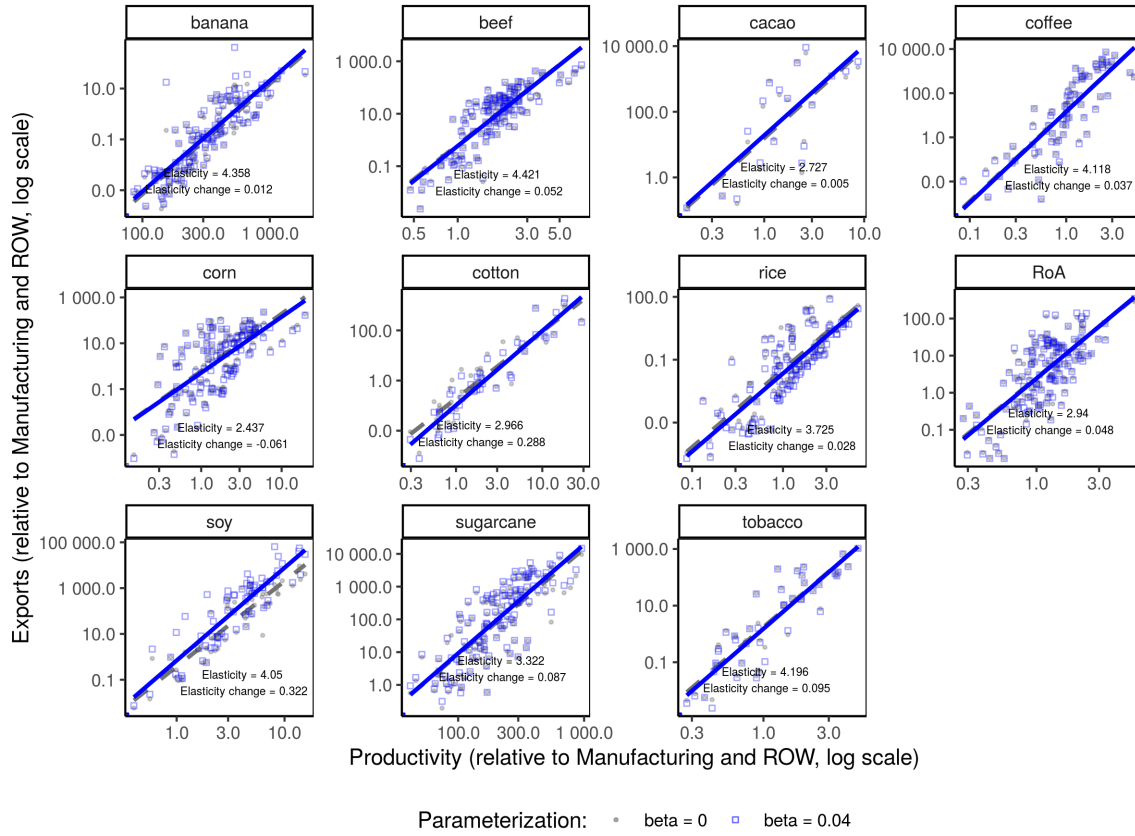 banana
beef
cacao
coffee
10.0
0.1
0.0
1 000.0
10.0
0.1
10 000.0
100.0
1.0
10 000.0
100.0
1.0
0.0
Elasticity = 4.358
Elasticity change = 0.012
Elasticity = 4.421
Elasticity change = 0.052
Elasticity = 2.727
Elasticity change = 0.005
Elasticity = 4.118
Elasticity change = 0.037
100.0 300.0 1 000.0
0.5 1.0 3.0 5.0
0.3 1.0 3.0 10.0
0.1 0.3 1.0 3.0
corn
cotton
rice
RoA
1 000.0
10.0
0.1
0.0
100.0
1.0
0.0
100.0
0.1
0.0
100.0
10.0
1.0
0.1
Elasticity = 2.437
Elasticity change = -0.061
Elasticity = 2.966
Elasticity change = 0.288
Elasticity = 3.725
Elasticity change = 0.028
Elasticity = 2.94
Elasticity change = 0.048
0.3 1.0 3.0 10.0
0.3 1.0 3.0 10.0 30.0
0.1 0.3 1.0 3.0
0.3 1.0 3.0
soy
sugarcane
tobacco
100 000.0
1 000.0
10.0
0.1
10 000.0
1 000.0
100.0
10.0
1.0
1 000.0
10.0
0.1
Elasticity = 4.05
Elasticity change = 0.322
Elasticity = 3.322
Elasticity change = 0.087
Elasticity = 4.196
Elasticity change = 0.095
1.0 3.0 10.0
100.0 300.0 1 000.0
1.0 3.0
Exports (relative to Manufacturing and ROW, log scale)
Productivity (relative to Manufacturing and ROW, log scale)
Parameterization: beta = 0 beta = 0.04